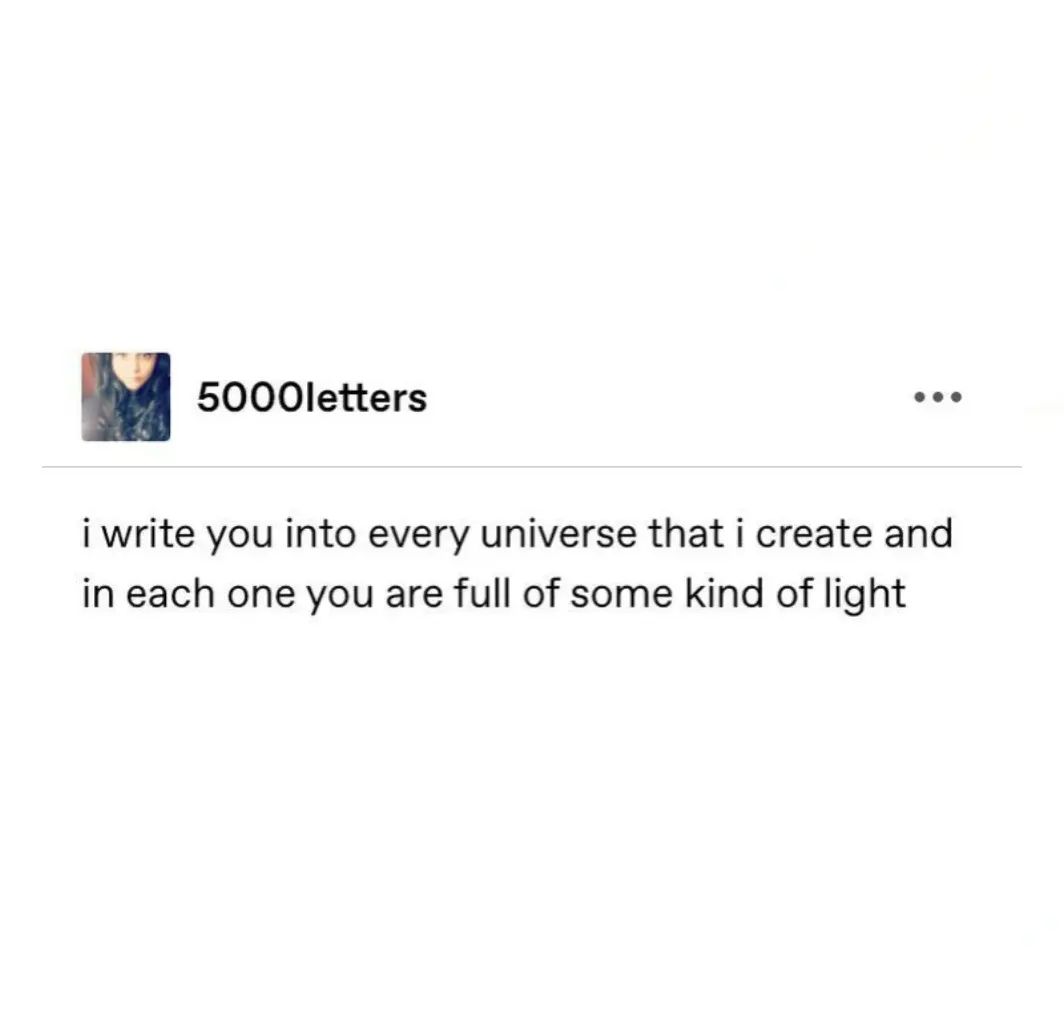 5000letters
i write you into every universe that i create and
in each one you are full of some kind of light